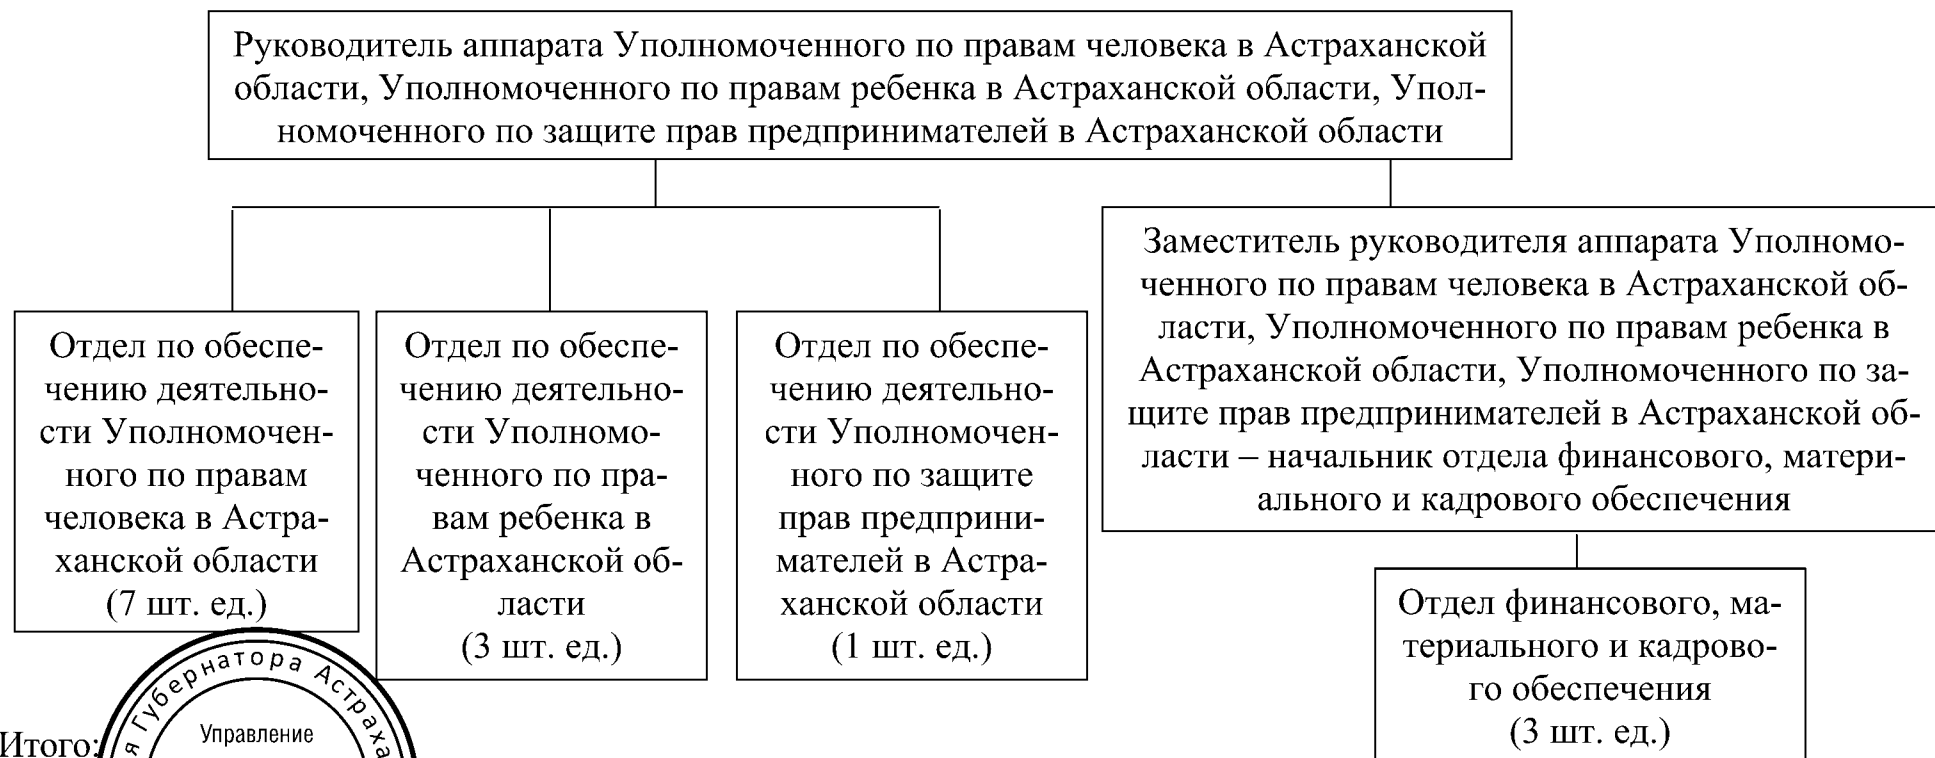 Руководитель аппарата Уполномоченного по правам человека в Астраханской
области, Уполномоченного по правам ребенка в Астраханской области, Упол-
номоченного по защите прав предпринимателей в Астраханской области
Отдел по обеспе-
чению деятельно-
сти Уполномочен-
ного по правам
человека в Астра-
ханской области
(7 шт. ед.)
Отдел по обеспе-
чению деятельно-
сти Уполномо-
ченного по пра-
вам ребенка в
Астраханской об-
ласти
(3 шт. ед.)
Отдел по обеспе-
чению деятельно-
сти Уполномочен-
ного по защите
прав предприни-
мателей в Астра-
ханской области
(1 шт. ед.)
Заместитель руководителя аппарата Уполномо-
ченного по правам человека в Астраханской об-
ласти, Уполномоченного по правам ребенка в
Астраханской области, Уполномоченного по за-
щите прав предпринимателей в Астраханской об-
ласти – начальник отдела финансового, матери-
ального и кадрового обеспечения
Отдел финансового, ма-
териального и кадрово-
го обеспечения
(3 шт. ед.)
Итого:
я Губернатора Астраха
Управление